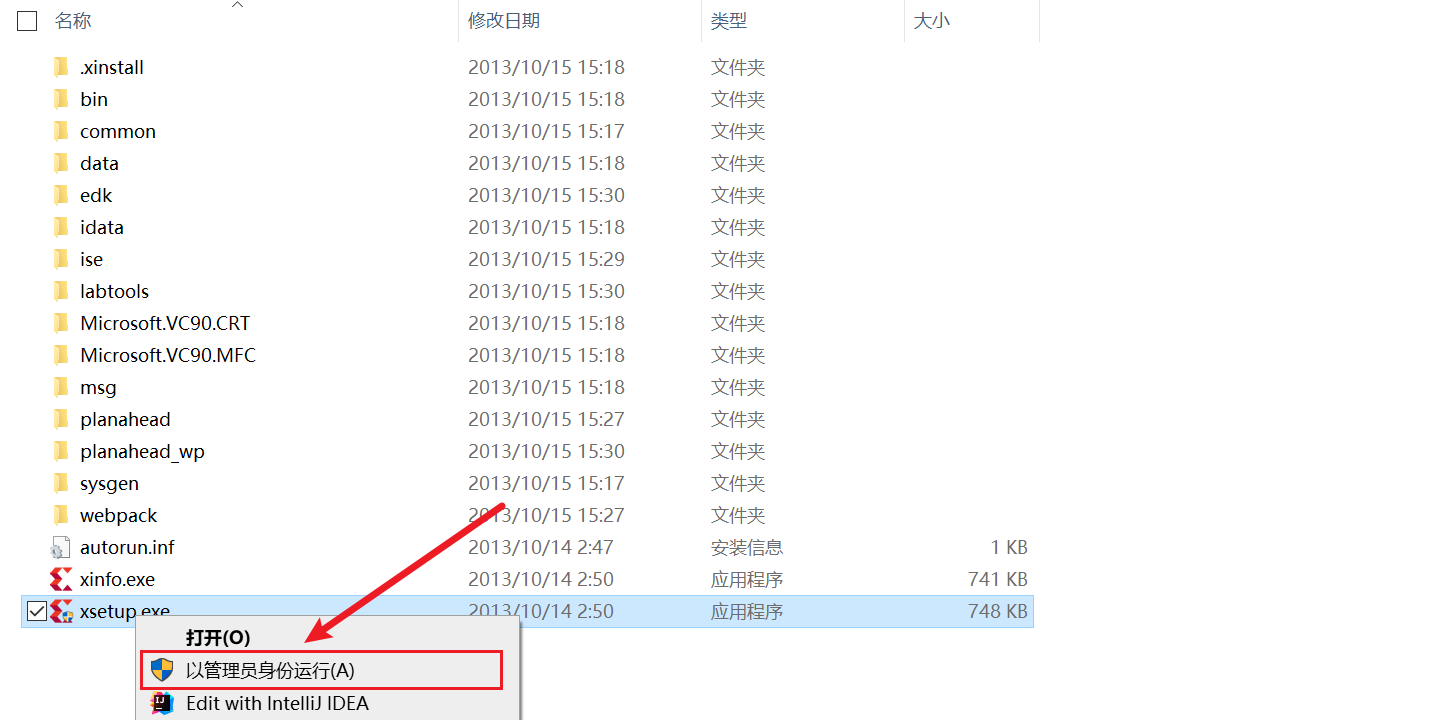 名称 修改日期 类型 大小
.xinstall 2013/10/15 15:18 文件夹
bin 2013/10/15 15:18 文件夹
common 2013/10/15 15:17 文件夹
data 2013/10/15 15:18 文件夹
edk 2013/10/15 15:30 文件夹
idata 2013/10/15 15:18 文件夹
ise 2013/10/15 15:29 文件夹
labtools 2013/10/15 15:30 文件夹
Microsoft.VC90.CRT 2013/10/15 15:18 文件夹
Microsoft.VC90.MFC 2013/10/15 15:18 文件夹
msg 2013/10/15 15:18 文件夹
planahead 2013/10/15 15:27 文件夹
planahead_wp 2013/10/15 15:30 文件夹
sysgen 2013/10/15 15:17 文件夹
webpack 2013/10/15 15:27 文件夹
autorun.inf 2013/10/14 2:47 安装信息 1 KB
xinfo.exe 2013/10/14 2:50 应用程序 741 KB
xsetup.exe 2013/10/14 2:50 应用程序 748 KB
打开(O)
以管理员身份运行(A)
IJ Edit with IntelliJ IDEA